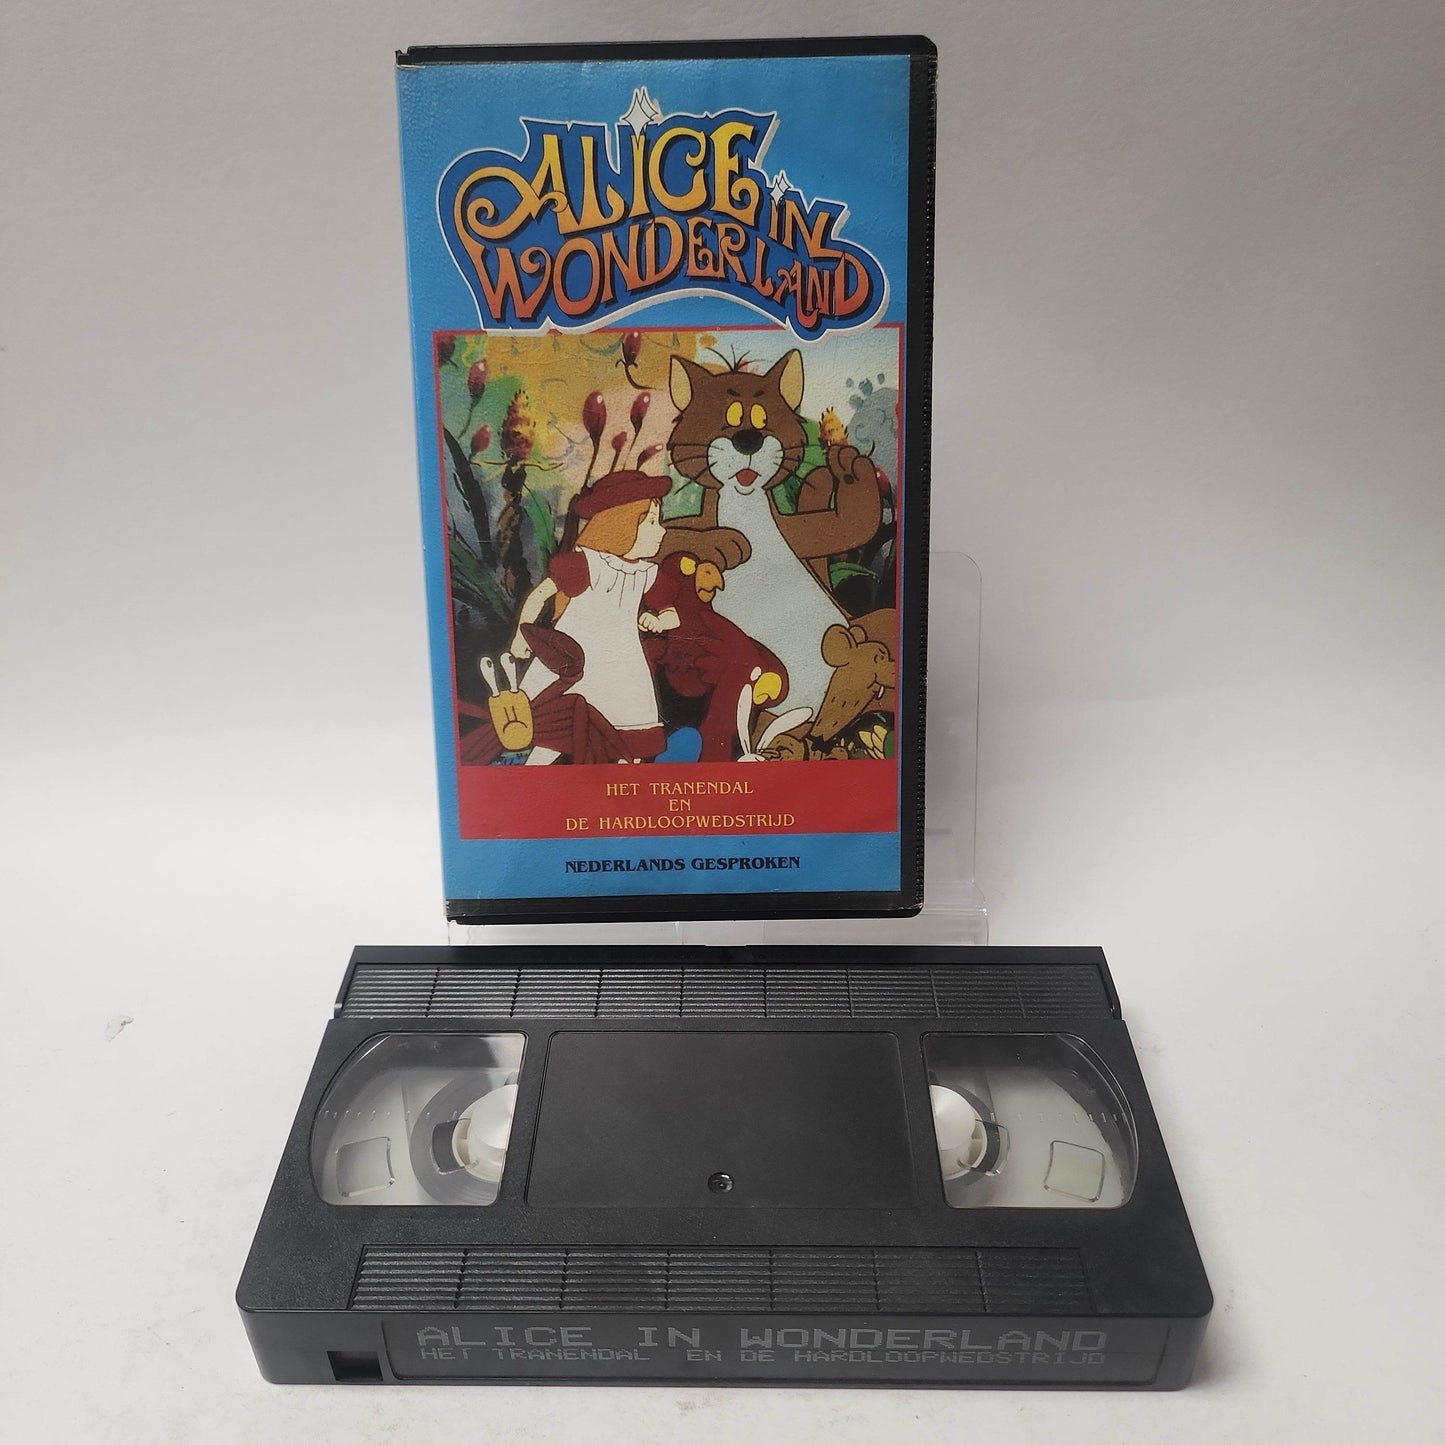 ALICE IN
WONDERLAND
HET TRANENDAL
EN
DE HARDLOOPWEDSTRIJD
NEDERLANDS GESPROKEN
ALICE IN WONDERLAND
HET TRANENDAL EN DE HARDLOOPWEDSTRIJD